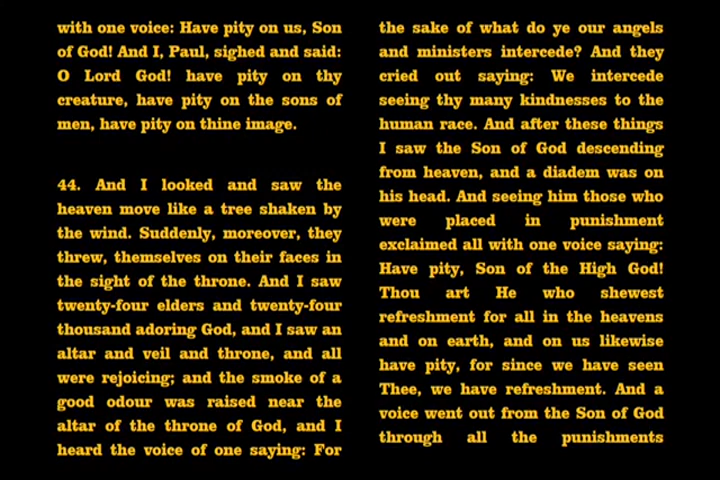 with one voice: Have pity on us, Son
of God! And I, Paul, sighed and said:
O Lord God! have pity on thy
creature, have pity on the sons of
men, have pity on thine image.
44. And I looked and saw the
heaven move like a tree shaken by
the wind. Suddenly, moreover, they
threw, themselves on their faces in
the sight of the throne. And I saw
twenty-four elders and twenty-four
thousand adoring God, and I saw an
altar and veil and throne, and all
were rejoicing; and the smoke of a
good odour was raised near the
altar of the throne of God, and I
heard the voice of one saying: For
the sake of what do ye our angels
and ministers intercede? And they
cried out saying: We intercede
seeing thy many kindnesses to the
human race. And after these things
I saw the Son of God descending
from heaven, and a diadem was on
his head. And seeing him those who
were placed in punishment
exclaimed all with one voice saying:
Have pity, Son of the High God!
Thou art He who shewest
refreshment for all in the heavens
and on earth, and on us likewise
have pity, for since we have seen
Thee, we have refreshment. And a
voice went out from the Son of God
through all the punishments